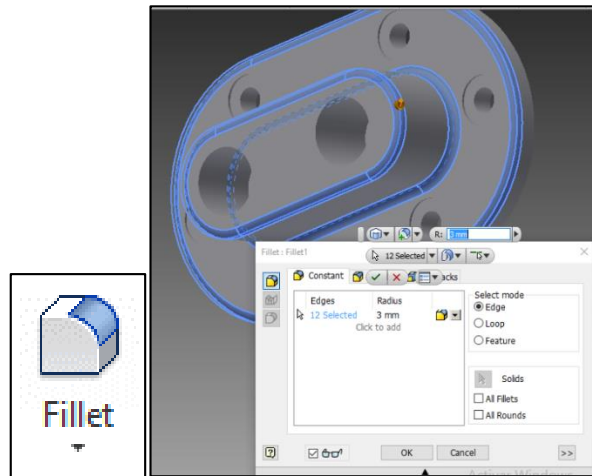 Fillet
R: 3 mm
Fillet : Fillet1
12 Selected
Constant
Edges Radius
12 Selected 3 mm
Click to add
Select mode
Edge
Loop
Feature
Solids
All Fillets
All Rounds
OK Cancel >>